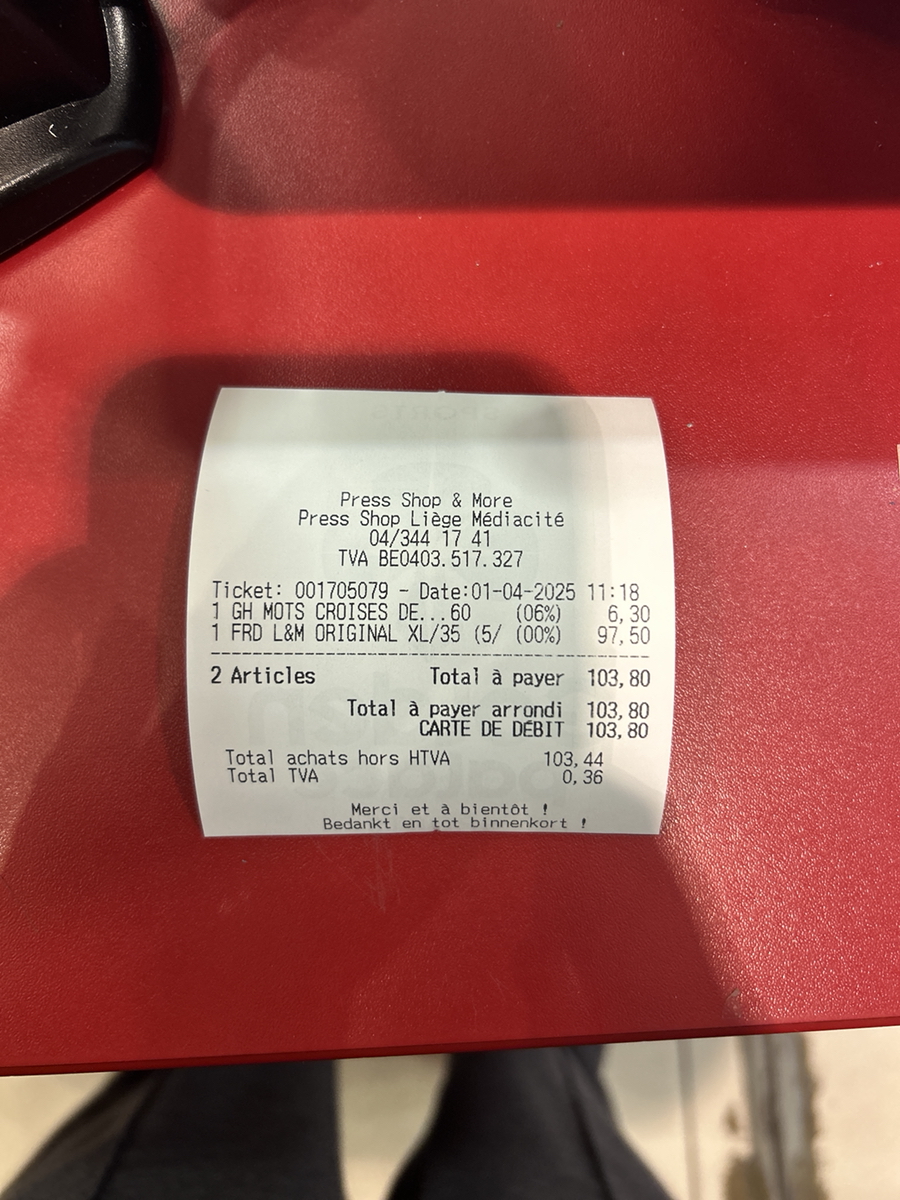 Press Shop & More
Press Shop Liège Médiacité
04/344 17 41
TVA BE0403.517.327
Ticket: 001705079 - Date:01-04-2025 11:18
1 GH MOTS CROISES DE...60 (06%) 6,30
1 FRD L&M ORIGINAL XL/35 (5/ (00%) 97,50
2 Articles Total à payer 103,80
Total à payer arrondi 103,80
CARTE DE DEBIT 103,80
Total achats hors HTVA 103,44
Total TVA 0,36
Merci et à bientôt !
Bedankt en tot binnenkort !